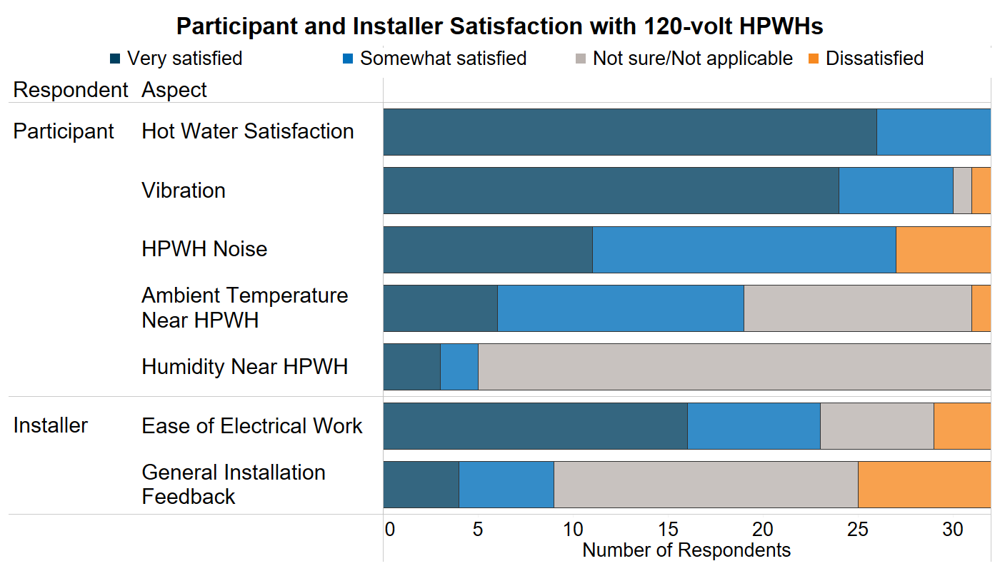 Participant and Installer Satisfaction with 120-volt HPWHs
Very satisfied Somewhat satisfied Not sure/Not applicable Dissatisfied
Respondent Aspect
Participant Hot Water Satisfaction
Vibration
HPWH Noise
Ambient Temperature
Near HPWH
Humidity Near HPWH
Installer Ease of Electrical Work
General Installation
Feedback
0 5 10 15 20 25 30
Number of Respondents